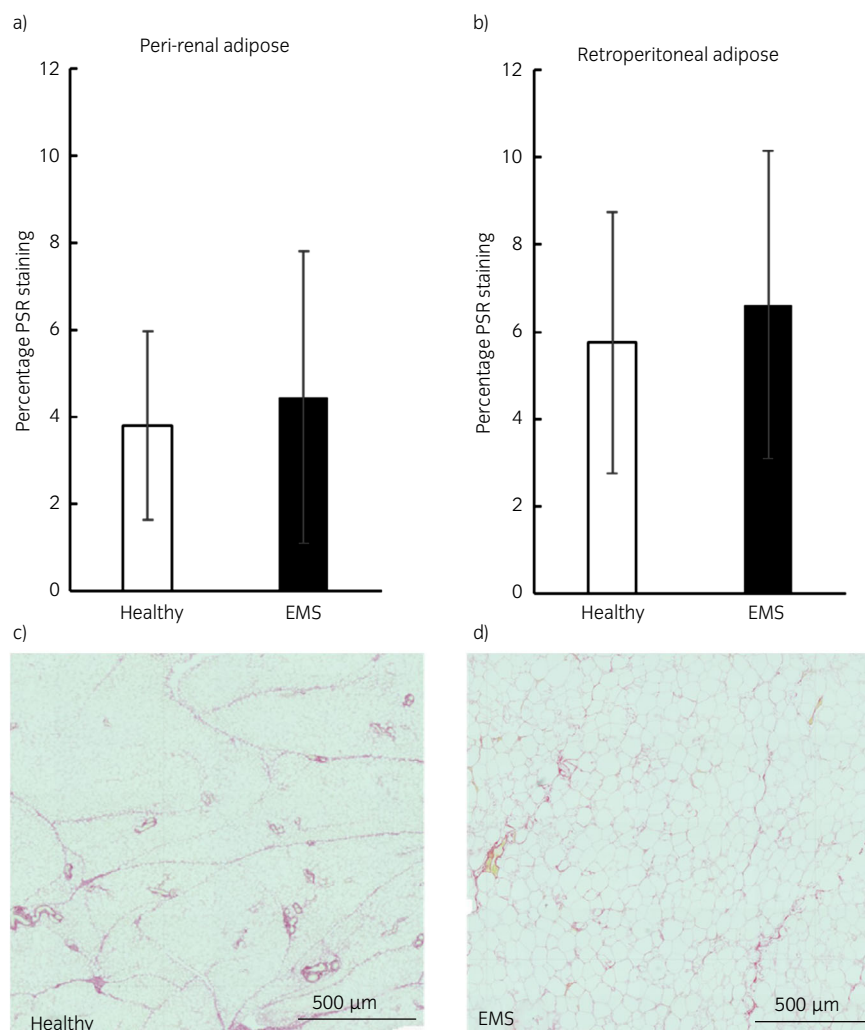 a)
Peri-renal adipose
12
10
8
6
4
2
0
Percentage PSR staining
Healthy EMS
b)
Retroperitoneal adipose
12
10
8
6
4
2
0
Percentage PSR staining
Healthy EMS
c)
Healthy
500 µm
d)
EMS
500 µm